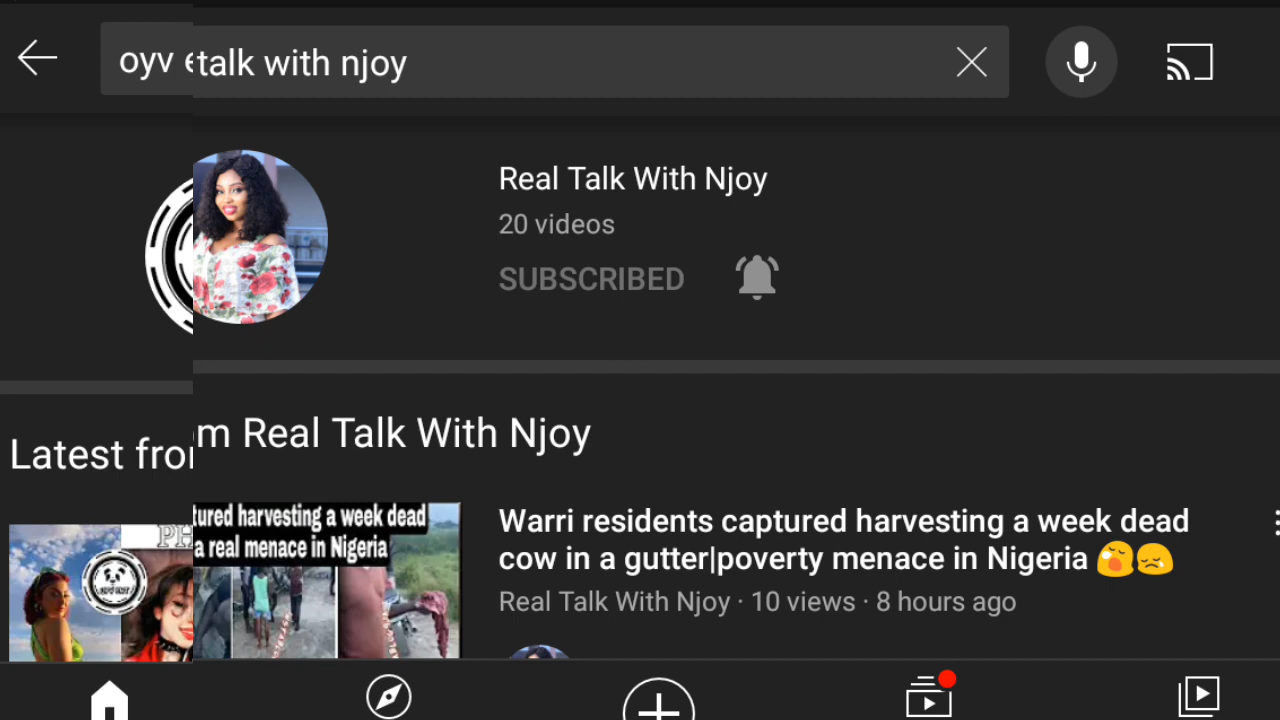 oyv
talk with njoy
Real Talk With Njoy
20 videos
SUBSCRIBED
m Real Talk With Njoy
Latest fro
tured harvesting a week dead
a real menace in Nigeria
Warri residents captured harvesting a week dead
cow in a gutter|poverty menace in Nigeria 😲😢
Real Talk With Njoy · 10 views · 8 hours ago
PH